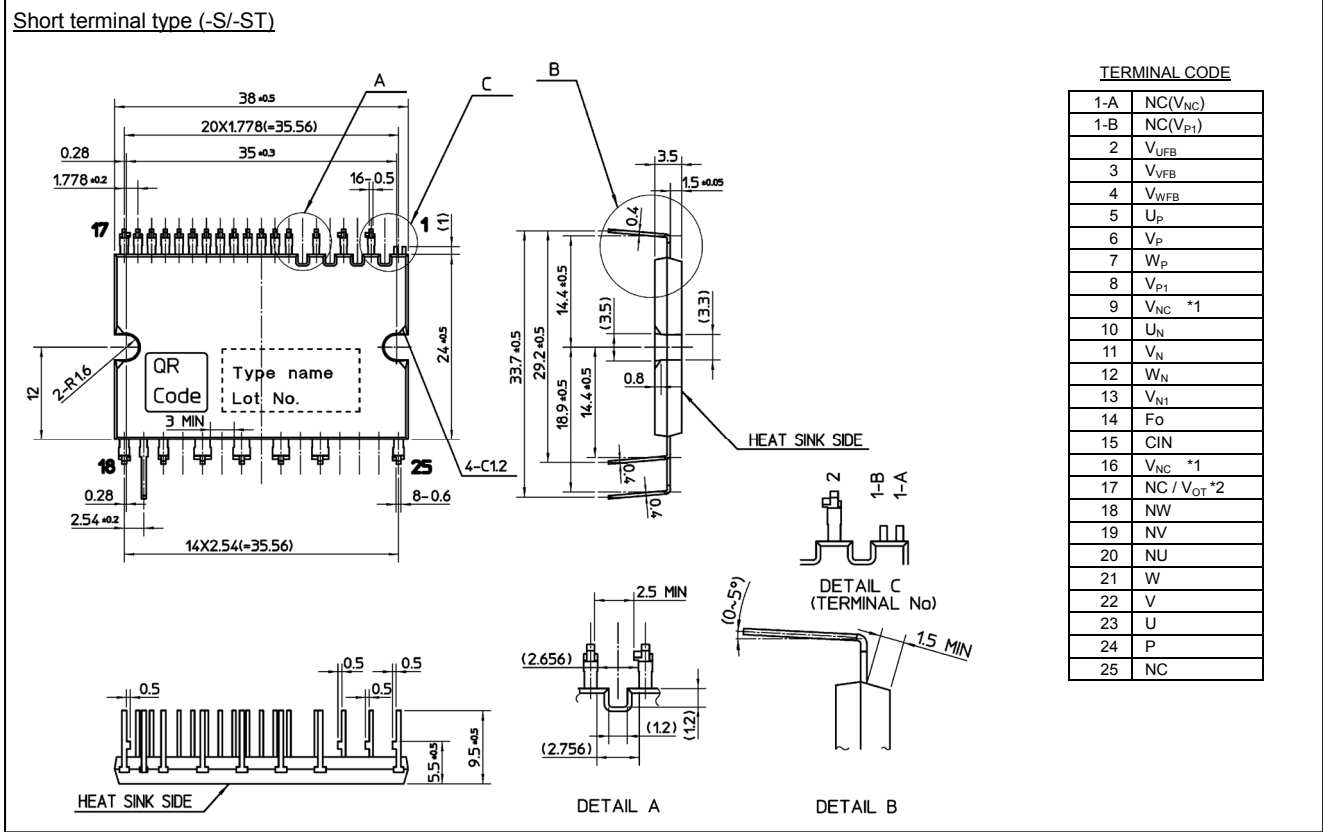 Short terminal type (-S/-ST)
A
C
B
38 ±0.5
20X1.778(=35.56)
35 ±0.3
0.28
1.778 ±0.2
16-0.5
17
1
(1)
24 ±0.5
12
2-R1.6
QR
Code
Type name
Lot No.
3 MIN
18
25
4-C1.2
0.28
8-0.6
2.54 ±0.2
14X2.54(=35.56)
3.5
1.5 ±0.05
0.4
33.7 ±0.5
29.2 ±0.5
14.4 ±0.5
(3.5)
(3.3)
18.9 ±0.5
14.4 ±0.5
0.8
HEAT SINK SIDE
0.4
0.4
2
1-B
1-A
DETAIL C
(TERMINAL No)
2.5 MIN
(2.656)
(1.2)
(1.2)
(2.756)
DETAIL A
(0~5°)
1.5 MIN
DETAIL B
0.5
0.5
0.5
0.5
5.5 ±0.5
9.5 ±0.5
HEAT SINK SIDE
TERMINAL CODE
1-A NC(VNC)
1-B NC(VP1)
2 VUFB
3 VVFB
4 VWFB
5 UP
6 VP
7 WP
8 VP1
9 VNC *1
10 UN
11 VN
12 WN
13 VN1
14 Fo
15 CIN
16 VNC *1
17 NC / VOT *2
18 NW
19 NV
20 NU
21 W
22 V
23 U
24 P
25 NC